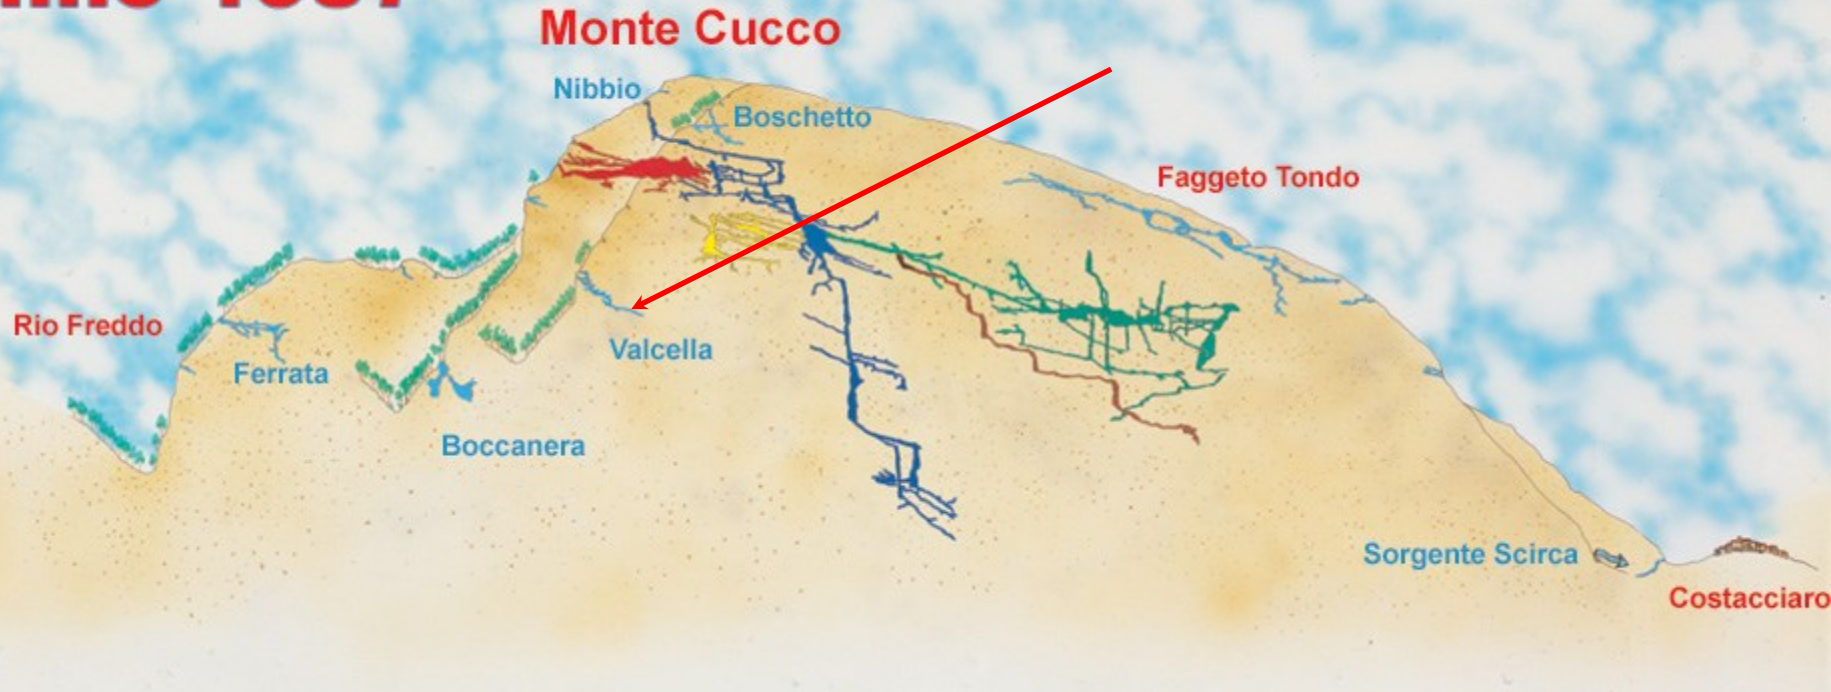 Monte Cucco
Nibbio
Boschetto
Faggeto Tondo
Rio Freddo
Ferrata
Valcella
Boccanera
Sorgente Scirca
Costacciaro